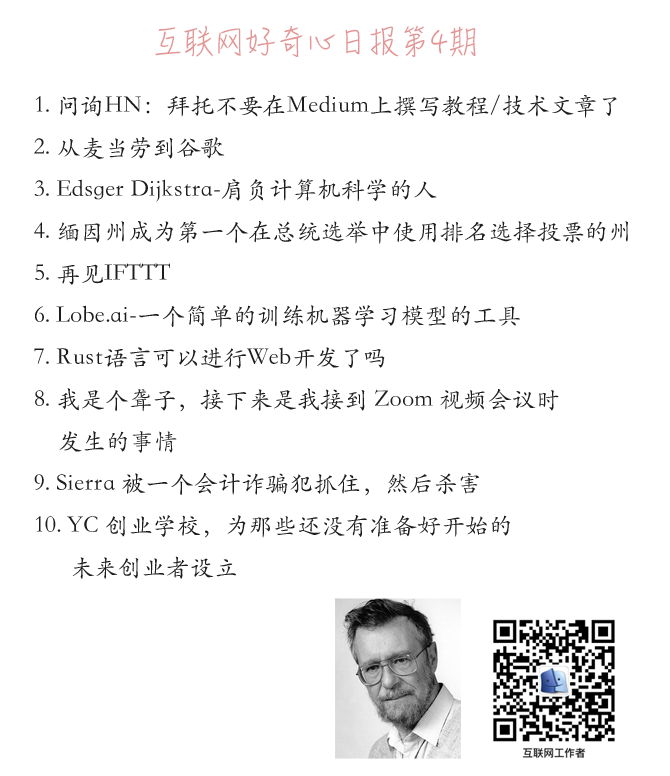 互联网好奇心日报第4期
1. 问询HN：拜托不要在Medium上撰写教程/技术文章了
2. 从麦当劳到谷歌
3. Edsger Dijkstra-肩负计算机科学的人
4. 缅因州成为第一个在总统选举中使用排名选择投票的州
5. 再见IFTTT
6. Lobe.ai-一个简单的训练机器学习模型的工具
7. Rust语言可以进行Web开发了吗
8. 我是个聋子，接下来是我接到 Zoom 视频会议时
发生的事情
9. Sierra 被一个会计诈骗犯抓住，然后杀害
10. YC 创业学校，为那些还没有准备好开始的
未来创业者设立
互联网工作者